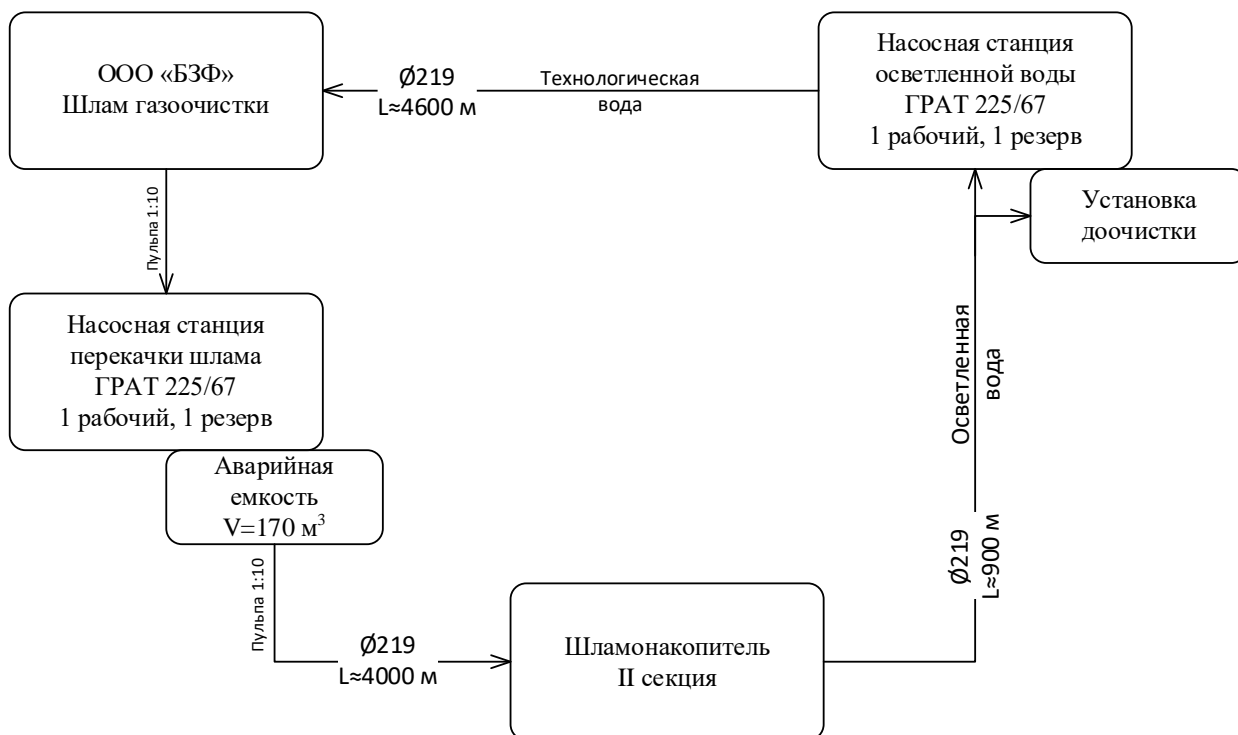 ООО «БЗФ»
Шлам газоочистки
Ø219
L≈4600 м
Технологическая
вода
Насосная станция
осветленной воды
ГРАТ 225/67
1 рабочий, 1 резерв
Установка
доочистки
Пульпа 1:10
Насосная станция
перекачки шлама
ГРАТ 225/67
1 рабочий, 1 резерв
Аварийная
емкость
V=170 м³
Пульпа 1:10
Ø219
L≈4000 м
Шламонакопитель
II секция
Осветленная
вода
Ø219
L≈900 м